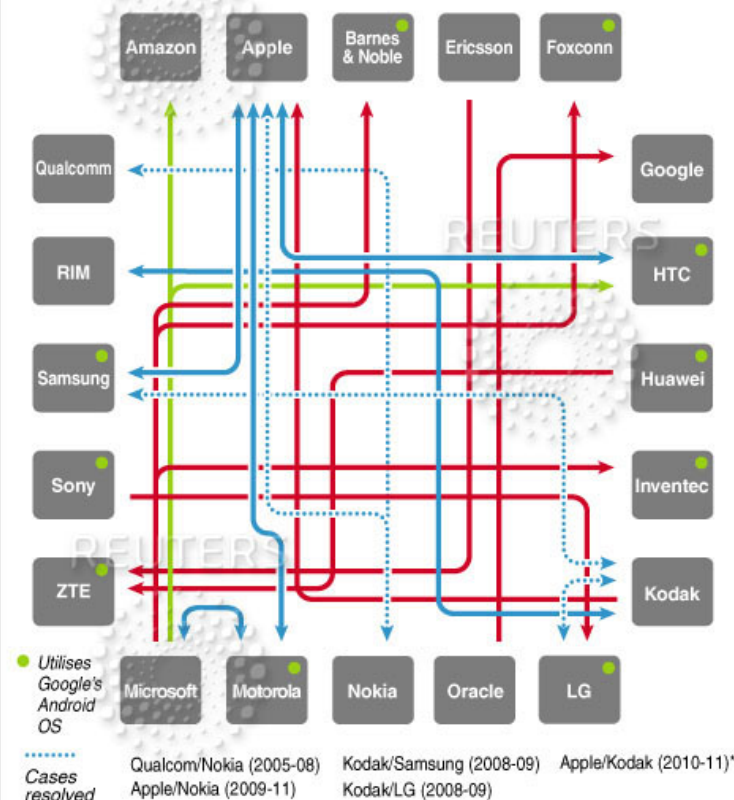 Amazon
Apple
Barnes
& Noble
Ericsson
Foxconn
Qualcomm
Google
REUTERS
RIM
HTC
Samsung
Huawei
Sony
Inventec
REUTERS
ZTE
Kodak
Utilises
Google's
Android
OS
Microsoft
Motorola
Nokia
Oracle
LG
Cases
resolved
Qualcom/Nokia (2005-08)
Kodak/Samsung (2008-09)
Apple/Kodak (2010-11)*
Apple/Nokia (2009-11)
Kodak/LG (2008-09)